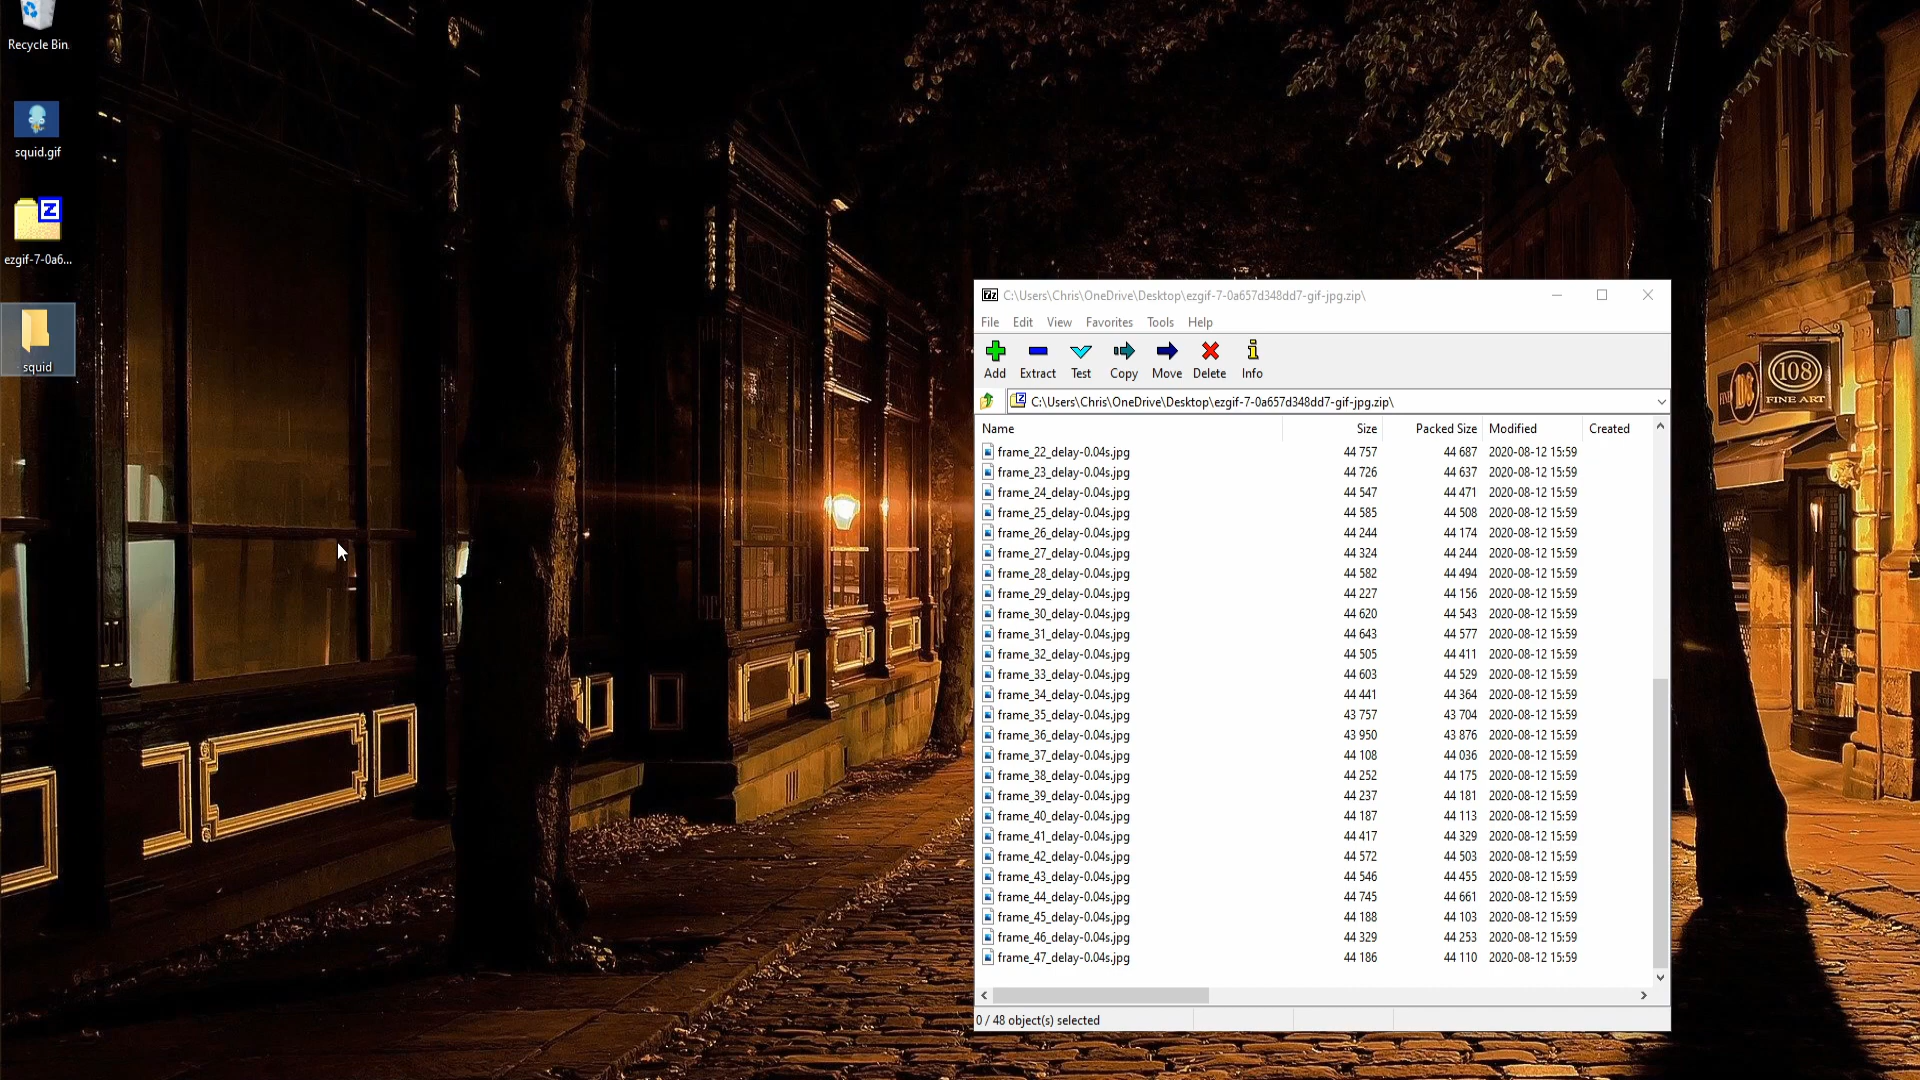 Recycle Bin
squid.gif
ezgif-7-0a6...
squid
C:\Users\Chris\OneDrive\Desktop\ezgif-7-0a657d348dd7-gif-jpg.zip\
File Edit View Favorites Tools Help
Add Extract Test Copy Move Delete Info
C:\Users\Chris\OneDrive\Desktop\ezgif-7-0a657d348dd7-gif-jpg.zip\
Name Size Packed Size Modified Created
frame_22_delay-0.04s.jpg 44 757 44 687 2020-08-12 15:59
frame_23_delay-0.04s.jpg 44 726 44 637 2020-08-12 15:59
frame_24_delay-0.04s.jpg 44 547 44 471 2020-08-12 15:59
frame_25_delay-0.04s.jpg 44 585 44 508 2020-08-12 15:59
frame_26_delay-0.04s.jpg 44 244 44 174 2020-08-12 15:59
frame_27_delay-0.04s.jpg 44 324 44 244 2020-08-12 15:59
frame_28_delay-0.04s.jpg 44 582 44 494 2020-08-12 15:59
frame_29_delay-0.04s.jpg 44 227 44 156 2020-08-12 15:59
frame_30_delay-0.04s.jpg 44 620 44 543 2020-08-12 15:59
frame_31_delay-0.04s.jpg 44 643 44 577 2020-08-12 15:59
frame_32_delay-0.04s.jpg 44 505 44 411 2020-08-12 15:59
frame_33_delay-0.04s.jpg 44 603 44 529 2020-08-12 15:59
frame_34_delay-0.04s.jpg 44 441 44 364 2020-08-12 15:59
frame_35_delay-0.04s.jpg 43 757 43 704 2020-08-12 15:59
frame_36_delay-0.04s.jpg 43 950 43 876 2020-08-12 15:59
frame_37_delay-0.04s.jpg 44 108 44 036 2020-08-12 15:59
frame_38_delay-0.04s.jpg 44 252 44 175 2020-08-12 15:59
frame_39_delay-0.04s.jpg 44 237 44 181 2020-08-12 15:59
frame_40_delay-0.04s.jpg 44 187 44 113 2020-08-12 15:59
frame_41_delay-0.04s.jpg 44 417 44 329 2020-08-12 15:59
frame_42_delay-0.04s.jpg 44 572 44 503 2020-08-12 15:59
frame_43_delay-0.04s.jpg 44 546 44 455 2020-08-12 15:59
frame_44_delay-0.04s.jpg 44 745 44 661 2020-08-12 15:59
frame_45_delay-0.04s.jpg 44 188 44 103 2020-08-12 15:59
frame_46_delay-0.04s.jpg 44 329 44 253 2020-08-12 15:59
frame_47_delay-0.04s.jpg 44 186 44 110 2020-08-12 15:59
0 / 48 object(s) selected
108
FINE ART